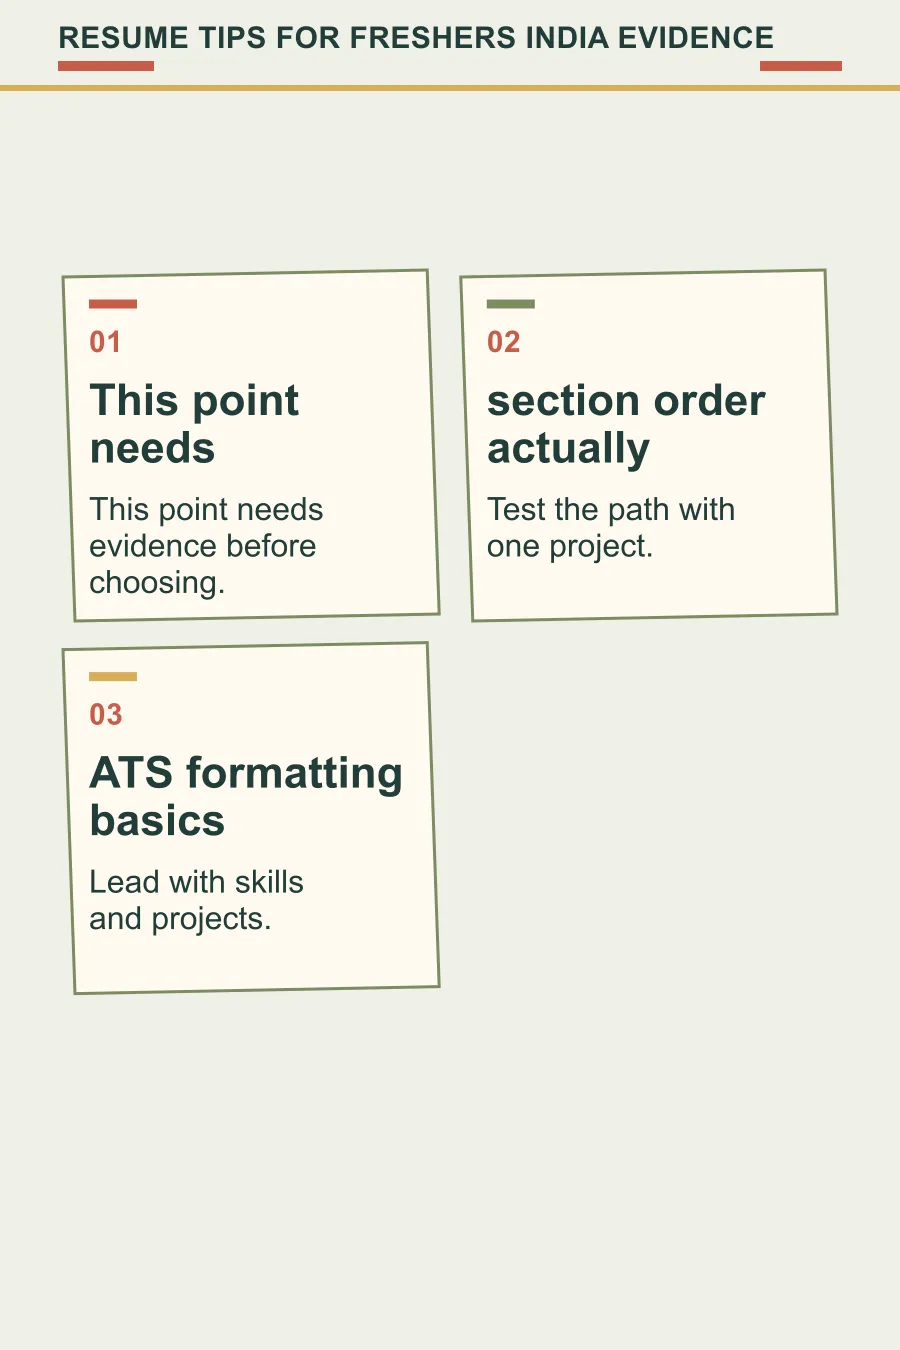 RESUME TIPS FOR FRESHERS INDIA EVIDENCE
01
This point
needs
This point needs
evidence before
choosing.
02
section order
actually
Test the path with
one project.
03
ATS formatting
basics
Lead with skills
and projects.